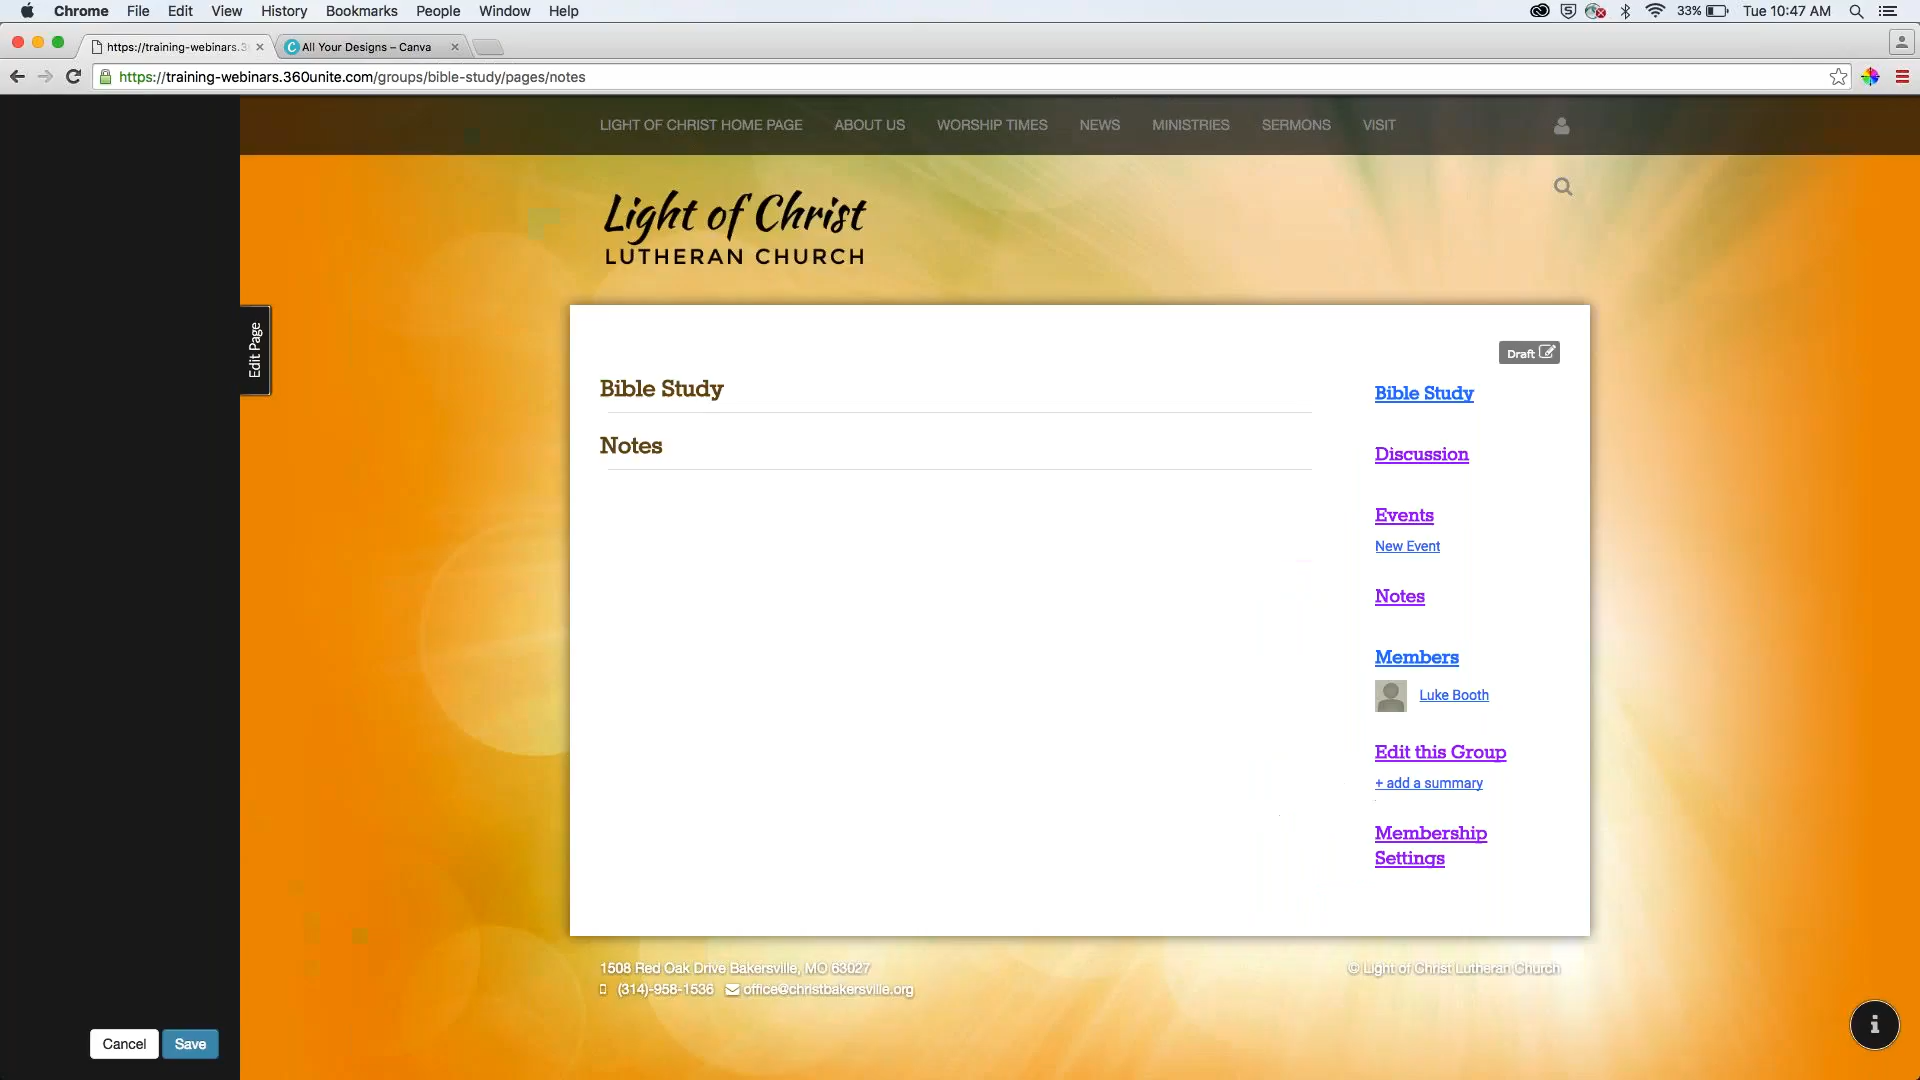 Chrome File Edit View History Bookmarks People Window Help 33% Tue 10:47 AM
https://training-webinars.3 All Your Designs – Canva
https://training-webinars.360unite.com/groups/bible-study/pages/notes
LIGHT OF CHRIST HOME PAGE ABOUT US WORSHIP TIMES NEWS MINISTRIES SERMONS VISIT
Light of Christ
LUTHERAN CHURCH
Edit Page
Draft
Bible Study
Notes
Bible Study
Discussion
Events
New Event
Notes
Members
Luke Booth
Edit this Group
+ add a summary
Membership
Settings
1508 Red Oak Drive Bakersville, MO 63027
© Light of Christ Lutheran Church
(314)-958-1536 office@christbakersville.org
Cancel Save